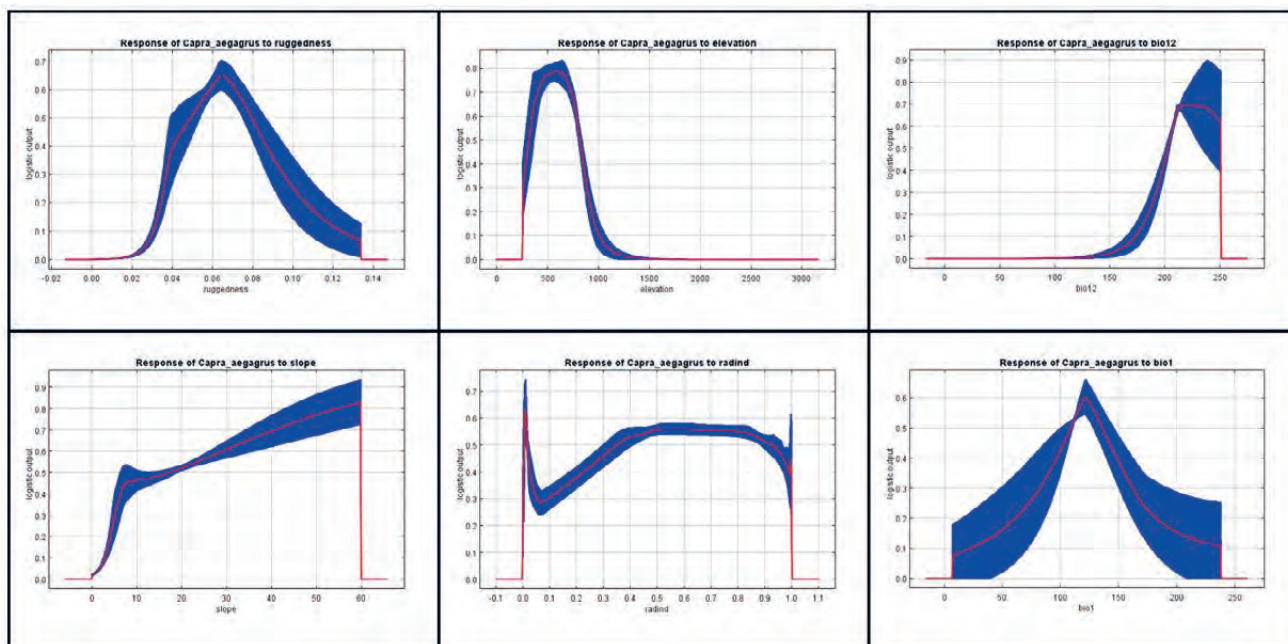 Response of Capra_aegagrus to ruggedness
logistic output
0.7
0.6
0.5
0.4
0.3
0.2
0.1
0.0
-0.02 0.00 0.02 0.04 0.06 0.08 0.10 0.12 0.14
ruggedness
Response of Capra_aegagrus to elevation
logistic output
0.8
0.7
0.6
0.5
0.4
0.3
0.2
0.1
0.0
0 500 1000 1500 2000 2500 3000
elevation
Response of Capra_aegagrus to bio12
logistic output
0.9
0.8
0.7
0.6
0.5
0.4
0.3
0.2
0.1
0.0
0 50 100 150 200 250
bio12
Response of Capra_aegagrus to slope
logistic output
0.9
0.8
0.7
0.6
0.5
0.4
0.3
0.2
0.1
0.0
0 10 20 30 40 50 60
slope
Response of Capra_aegagrus to radind
logistic output
0.7
0.6
0.5
0.4
0.3
0.2
0.1
0.0
-0.1 0.0 0.1 0.2 0.3 0.4 0.5 0.6 0.7 0.8 0.9 1.0 1.1
radind
Response of Capra_aegagrus to bio1
logistic output
0.6
0.5
0.4
0.3
0.2
0.1
0.0
0 50 100 150 200 250
bio1